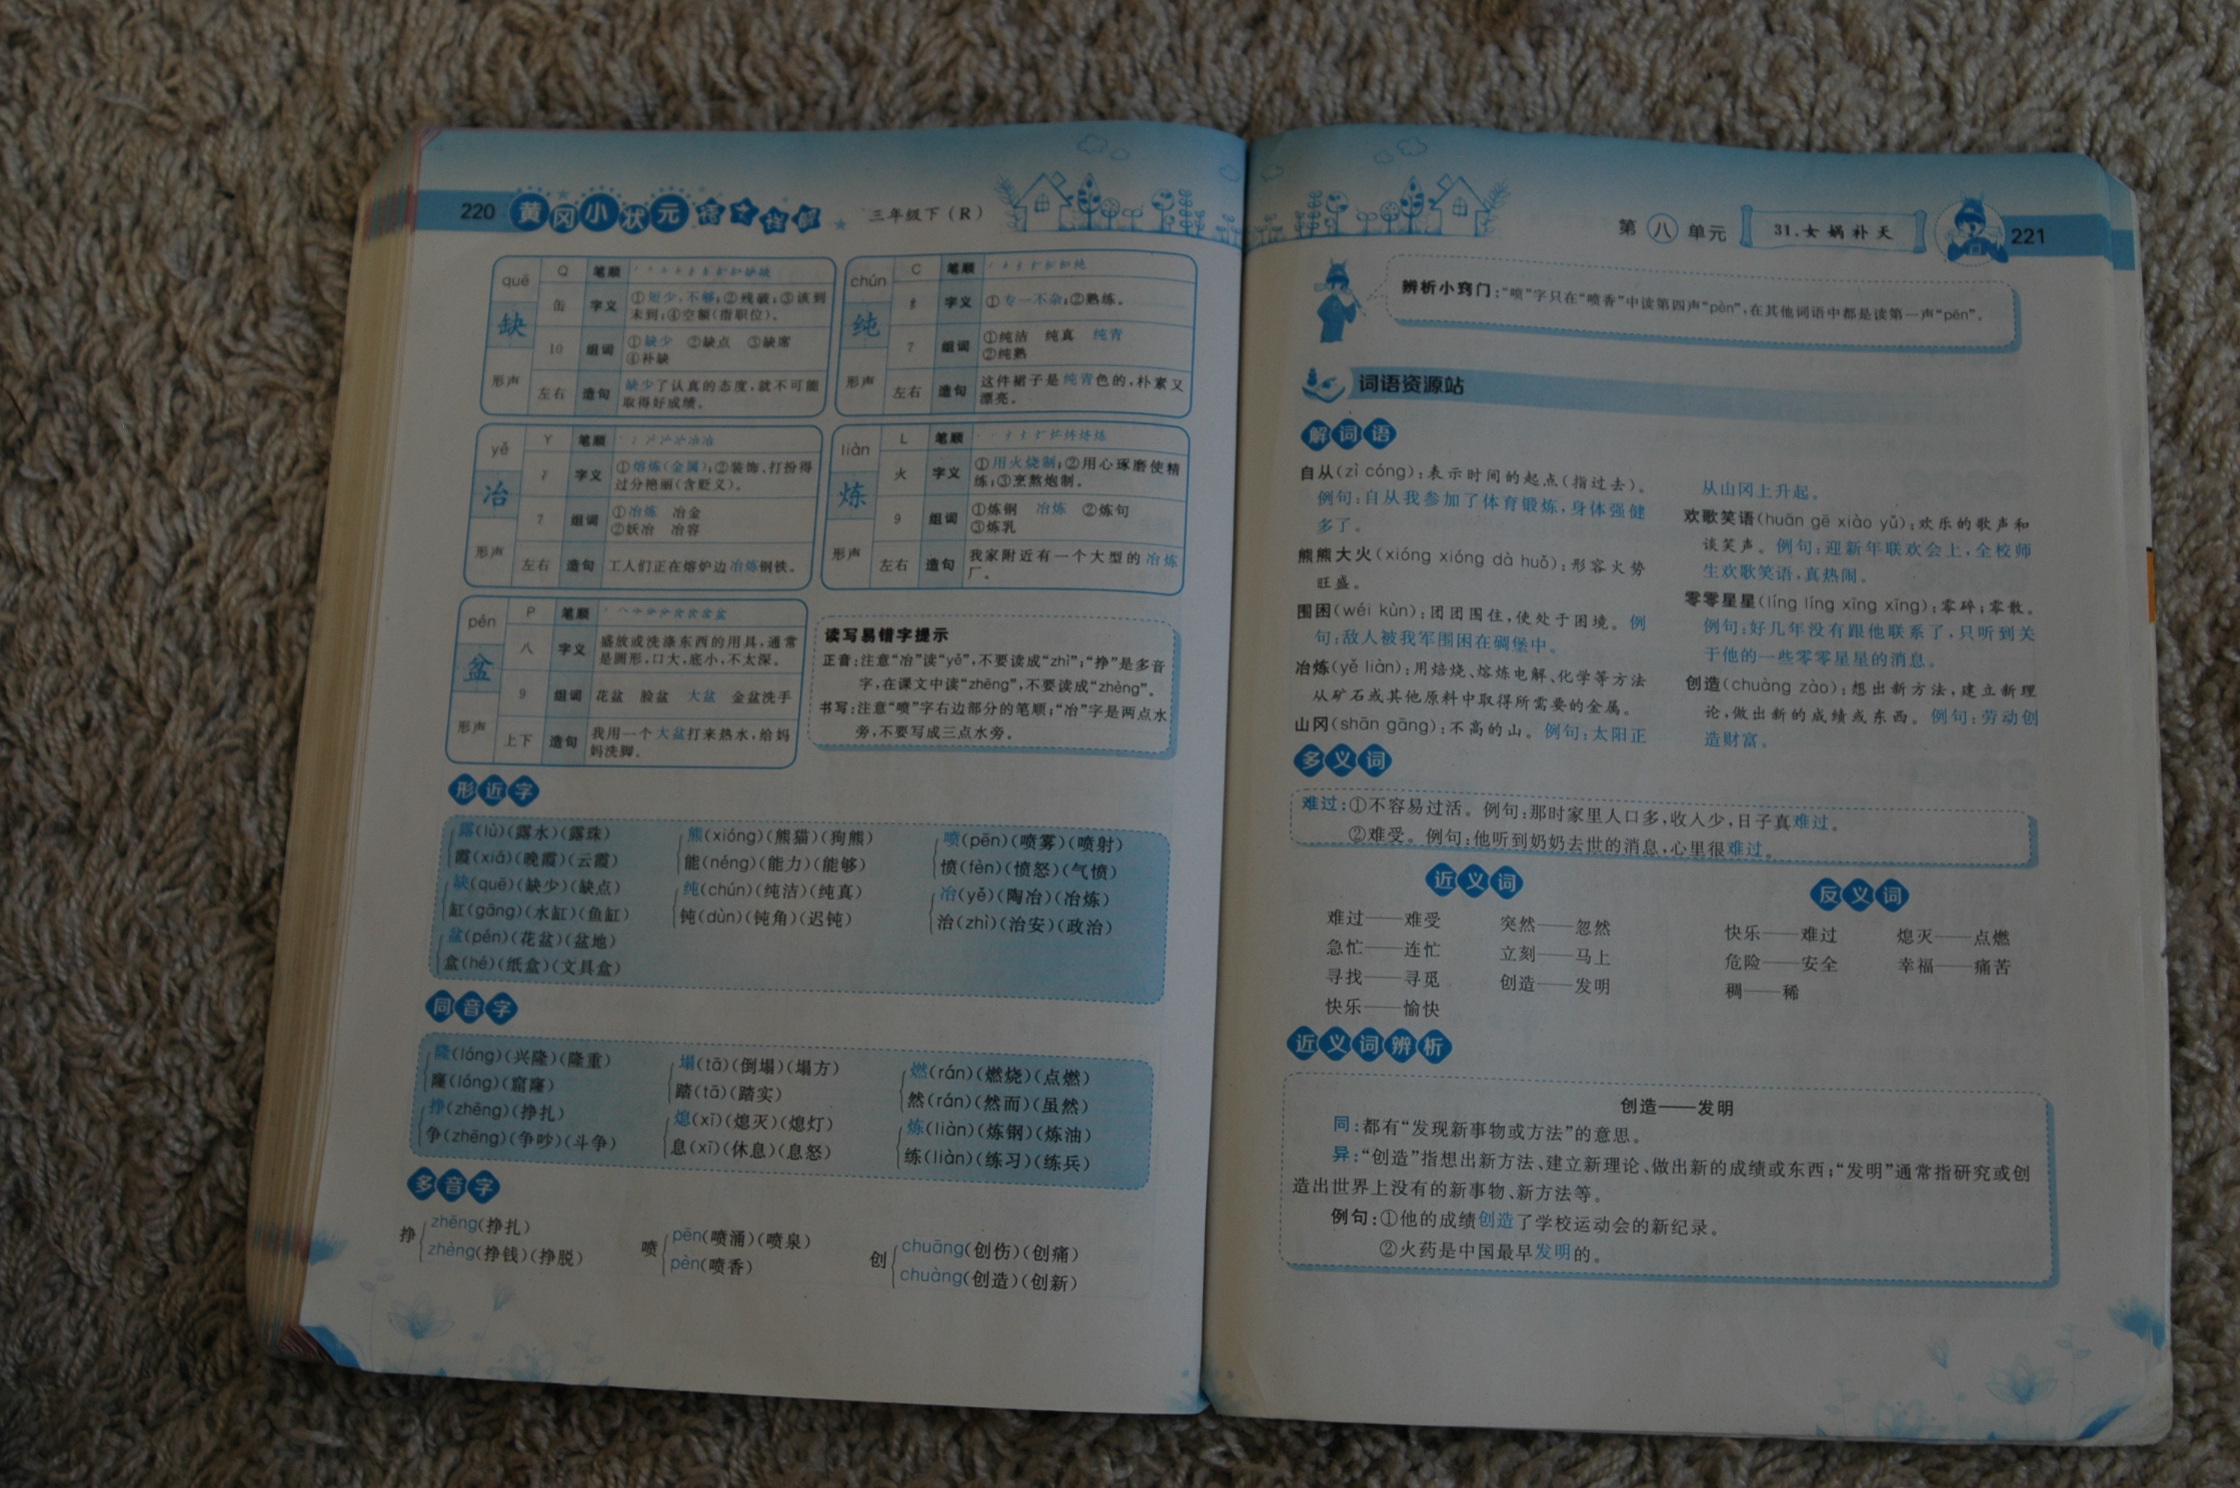 220 黄冈小状元 语文详解 三年级下（R）
quē Q 笔顺
缺 缶 字义 ①短少,不够;②残破;③该到
未到;④空额(指职位)。
10 组词 ①缺少 ②缺点 ③缺席
④补缺
形声 左右 造句 缺少了认真的态度,就不可能
取得好成绩。
chún C 笔顺
纯 纟 字义 ①专一不杂;②熟练。
7 组词 ①纯洁 纯真 纯青
②纯熟
形声 左右 造句 这件裙子是纯青色的,朴素又
漂亮。
yě Y 笔顺
冶 冫 字义 ①熔炼(金属);②装饰、打扮得
过分艳丽(含贬义)。
7 组词 ①冶炼 冶金
②妖冶 冶容
形声 左右 造句 工人们正在熔炉边冶炼钢铁。
liàn L 笔顺
炼 火 字义 ①用火烧制;②用心琢磨使精
练;③烹熬炮制。
9 组词 ①炼钢 冶炼 ②炼句
③炼乳
形声 左右 造句 我家附近有一个大型的冶炼
厂。
pén P 笔顺
盆 八 字义 盛放或洗涤东西的用具,通常
是圆形,口大,底小,不太深。
9 组词 花盆 脸盆 大盆 金盆洗手
形声 上下 造句 我用一个大盆打来热水,给妈
妈洗脚。
读写易错字提示
正音:注意“冶”读“yě”,不要读成“zhì”;“挣”是多音
字,在课文中读“zhēng”,不要读成“zhèng”。
书写:注意“喷”字右边部分的笔顺;“冶”字是两点水
旁,不要写成三点水旁。
形近字
露(lù)(露水)(露珠) 熊(xióng)(熊猫)(狗熊) 喷(pēn)(喷雾)(喷射)
霞(xiá)(晚霞)(云霞) 能(néng)(能力)(能够) 愤(fèn)(愤怒)(气愤)
缺(quē)(缺少)(缺点) 纯(chún)(纯洁)(纯真) 冶(yě)(陶冶)(冶炼)
缸(gāng)(水缸)(鱼缸) 钝(dùn)(钝角)(迟钝) 治(zhì)(治安)(政治)
盆(pén)(花盆)(盆地)
盒(hé)(纸盒)(文具盒)
同音字
隆(lóng)(兴隆)(隆重) 塌(tā)(倒塌)(塌方) 燃(rán)(燃烧)(点燃)
窿(lóng)(窟窿) 踏(tā)(踏实) 然(rán)(然而)(虽然)
挣(zhēng)(挣扎) 熄(xī)(熄灭)(熄灯) 炼(liàn)(炼钢)(炼油)
争(zhēng)(争吵)(斗争) 息(xī)(休息)(息怒) 练(liàn)(练习)(练兵)
多音字
挣 zhēng(挣扎) 喷 pēn(喷涌)(喷泉) 创 chuāng(创伤)(创痛)
zhèng(挣钱)(挣脱) pèn(喷香) chuàng(创造)(创新)
第八单元 31.女娲补天 221
辨析小窍门:“喷”字只在“喷香”中读第四声“pèn”,在其他词语中都是读第一声“pēn”。
词语资源站
解词语
自从(zì cóng):表示时间的起点(指过去)。
例句:自从我参加了体育锻炼,身体强健
多了。
熊熊大火(xióng xióng dà huǒ):形容火势
旺盛。
围困(wéi kùn):团团围住,使处于困境。例
句:敌人被我军围困在碉堡中。
冶炼(yě liàn):用焙烧、熔炼电解、化学等方法
从矿石或其他原料中取得所需要的金属。
山冈(shān gāng):不高的山。例句:太阳正
从山冈上升起。
欢歌笑语(huān gē xiào yǔ):欢乐的歌声和
谈笑声。例句:迎新年联欢会上,全校师
生欢歌笑语,真热闹。
零零星星(líng líng xīng xīng):零碎;零散。
例句:好几年没有跟他联系了,只听到关
于他的一些零零星星的消息。
创造(chuàng zào):想出新方法,建立新理
论,做出新的成绩或东西。例句:劳动创
造财富。
多义词
难过:①不容易过活。例句:那时家里人口多,收入少,日子真难过。
②难受。例句:他听到奶奶去世的消息,心里很难过。
近义词
难过——难受 突然——忽然
急忙——连忙 立刻——马上
寻找——寻觅 创造——发明
快乐——愉快
反义词
快乐——难过 熄灭——点燃
危险——安全 幸福——痛苦
稠——稀
近义词辨析
创造——发明
同:都有“发现新事物或方法”的意思。
异:“创造”指想出新方法、建立新理论、做出新的成绩或东西;“发明”通常指研究或创
造出世界上没有的新事物、新方法等。
例句:①他的成绩创造了学校运动会的新纪录。
②火药是中国最早发明的。